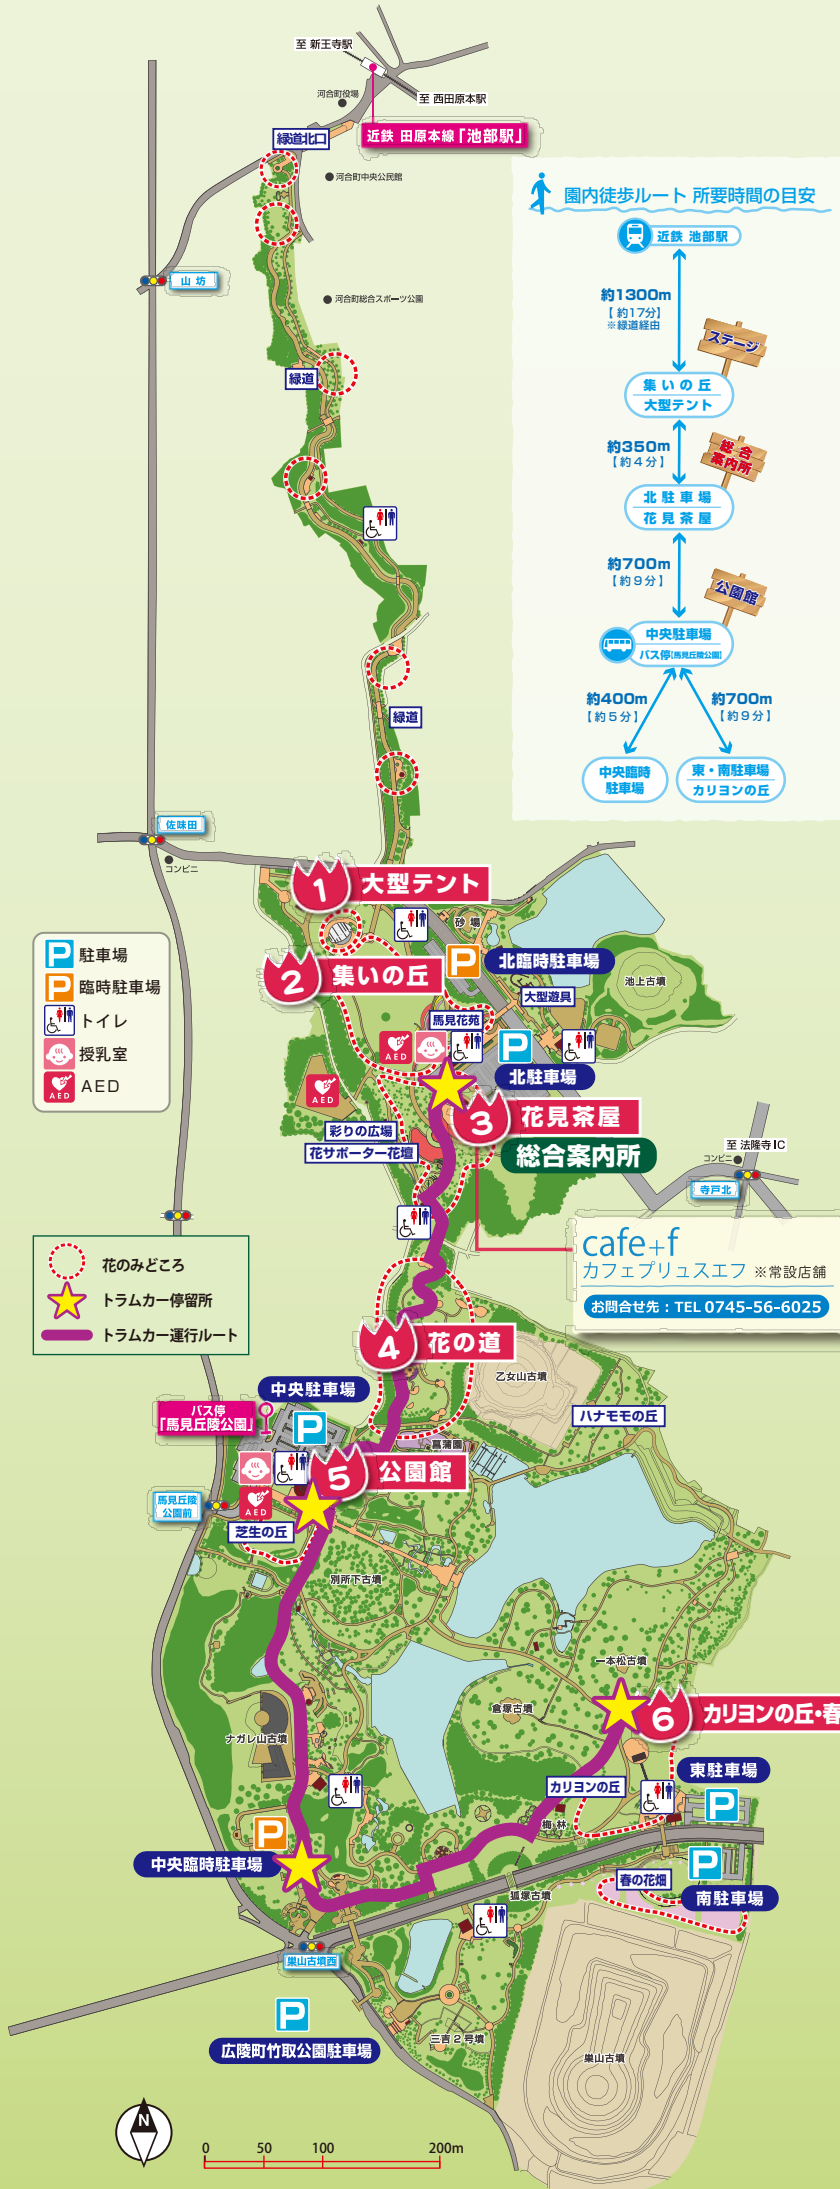 至 新王寺駅
河合町役場
至 西田原本駅
近鉄 田原本線「池部駅」
緑道北口
河合町中央公民館
山 坊
河合町総合スポーツ公園
緑道
緑道
園内徒歩ルート 所要時間の目安
近鉄 池部駅
約1300m
【約17分】
※緑道経由
ステージ
集いの丘
大型テント
約350m
【約4分】
総合
案内所
北駐車場
花見茶屋
約700m
【約9分】
公園館
中央駐車場
バス停[馬見丘陵公園]
約400m
【約5分】
約700m
【約9分】
中央臨時
駐車場
東・南駐車場
カリヨンの丘
佐味田
コンビニ
1 大型テント
砂 場
2 集いの丘
P 北臨時駐車場
池上古墳
大型遊具
馬見花苑
AED
P
北駐車場
AED
3 花見茶屋
総合案内所
彩りの広場
花サポーター花壇
P 駐車場
P 臨時駐車場
トイレ
授乳室
AED AED
至 法隆寺IC
コンビニ
寺戸北
cafe+f
カフェプリュスエフ ※常設店舗
お問合せ先:TEL 0745-56-6025
花のみどころ
トラムカー停留所
トラムカー運行ルート
4 花の道
乙女山古墳
中央駐車場
バス停
「馬見丘陵公園」
P
ハナモモの丘
菖蒲園
5 公園館
AED
馬見丘陵
公園前
芝生の丘
別所下古墳
一本松古墳
倉塚古墳
6 カリヨンの丘・春
ナガレ山古墳
カリヨンの丘
東駐車場
P
梅 林
P
中央臨時駐車場
春の花畑
P
南駐車場
狐塚古墳
巣山古墳西
P
広陵町竹取公園駐車場
三吉2号墳
巣山古墳
N
0 50 100 200m